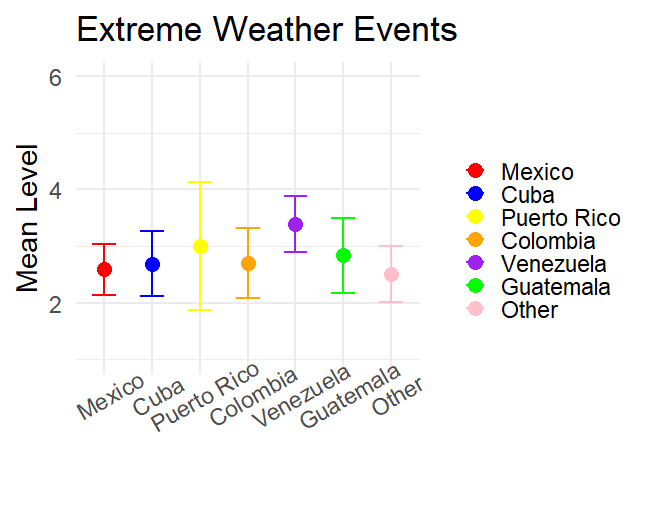 Extreme Weather Events
Mean Level
6
4
2
Mexico
Cuba
Puerto Rico
Colombia
Venezuela
Guatemala
Other
Mexico
Cuba
Puerto Rico
Colombia
Venezuela
Guatemala
Other